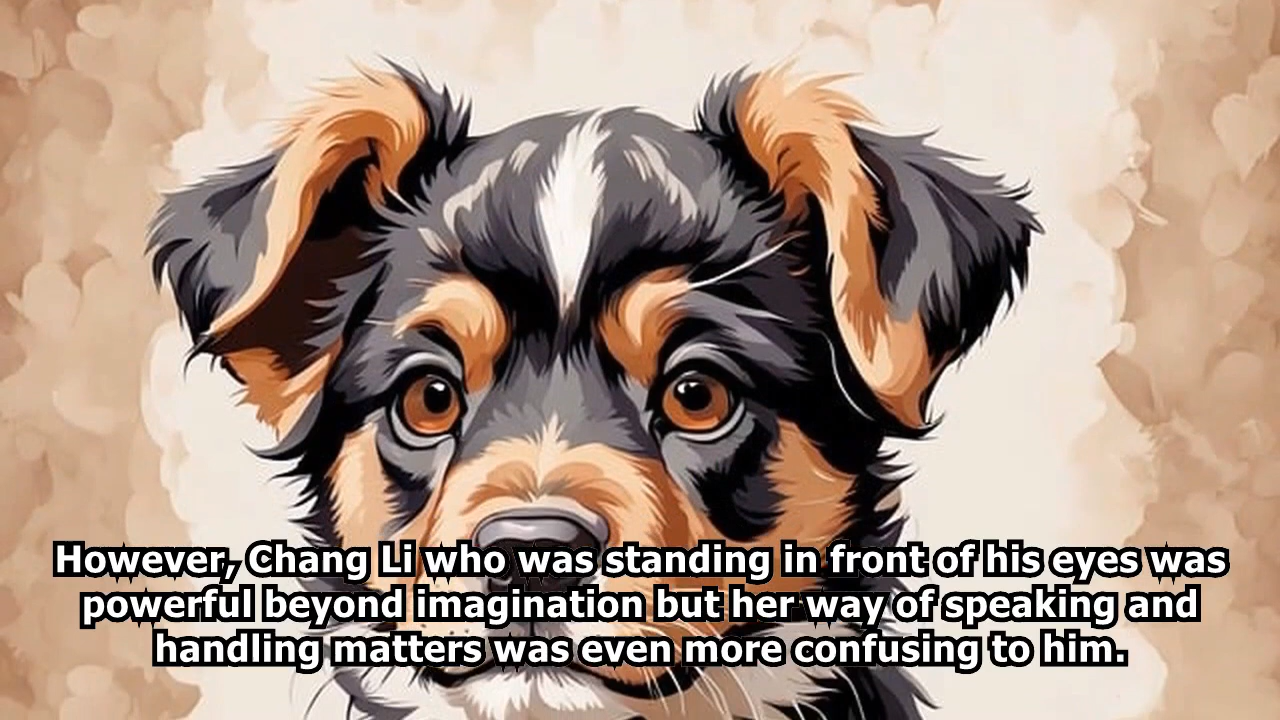 However, Chang Li who was standing in front of his eyes was
powerful beyond imagination but her way of speaking and
handling matters was even more confusing to him.